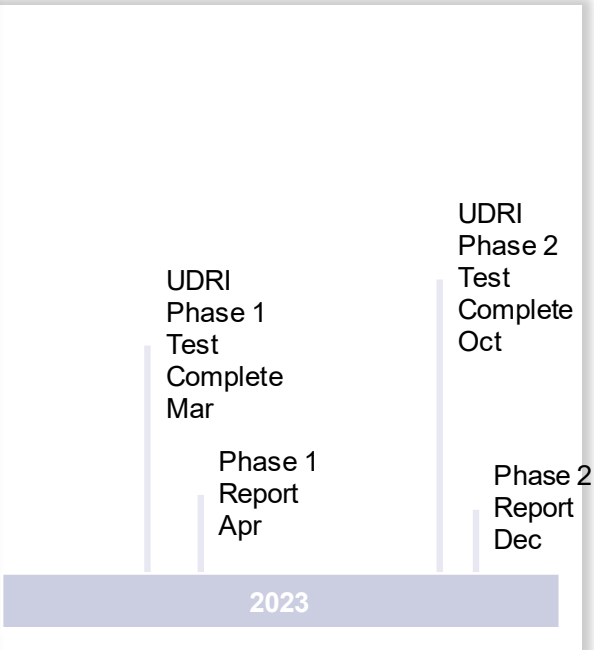 UDRI
Phase 1
Test
Complete
Mar
Phase 1
Report
Apr
UDRI
Phase 2
Test
Complete
Oct
Phase 2
Report
Dec
2023